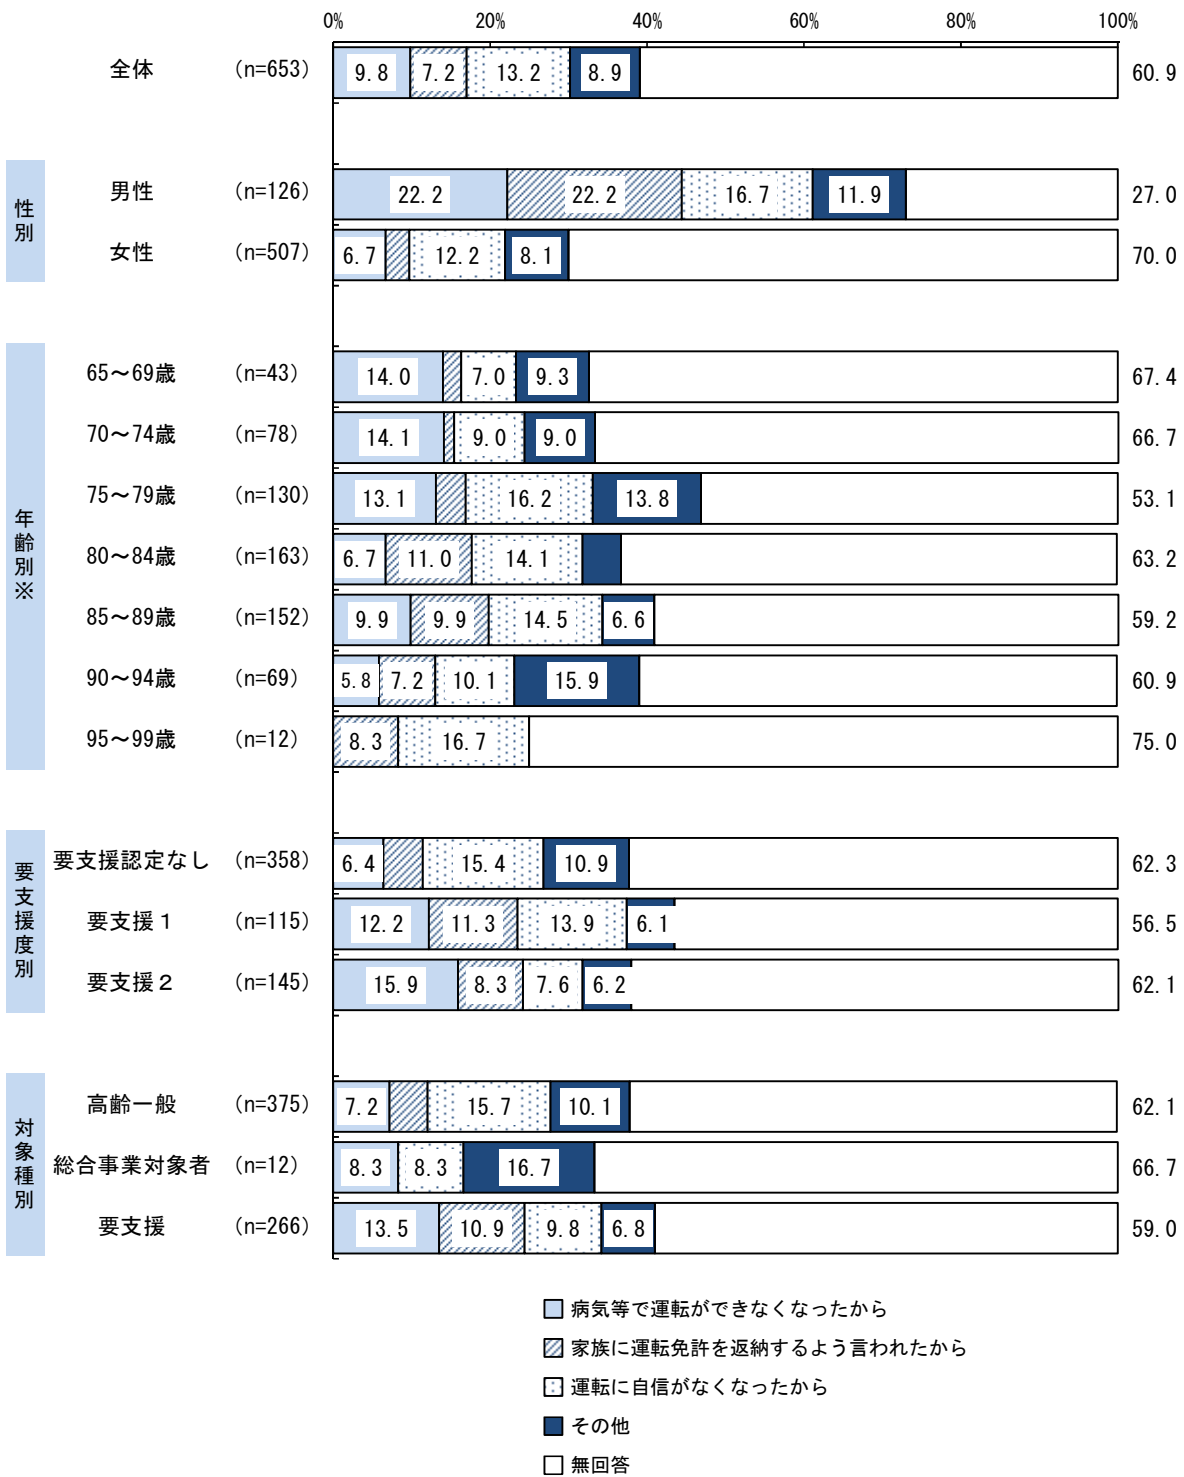 0% 20% 40% 60% 80% 100%
全体 (n=653) 9.8 7.2 13.2 8.9 60.9
性別
男性 (n=126) 22.2 22.2 16.7 11.9 27.0
女性 (n=507) 6.7 12.2 8.1 70.0
年齢別※
65～69歳 (n=43) 14.0 7.0 9.3 67.4
70～74歳 (n=78) 14.1 9.0 9.0 66.7
75～79歳 (n=130) 13.1 16.2 13.8 53.1
80～84歳 (n=163) 6.7 11.0 14.1 63.2
85～89歳 (n=152) 9.9 9.9 14.5 6.6 59.2
90～94歳 (n=69) 5.8 7.2 10.1 15.9 60.9
95～99歳 (n=12) 8.3 16.7 75.0
要支援度別
要支援認定なし (n=358) 6.4 15.4 10.9 62.3
要支援１ (n=115) 12.2 11.3 13.9 6.1 56.5
要支援２ (n=145) 15.9 8.3 7.6 6.2 62.1
対象種別
高齢一般 (n=375) 7.2 15.7 10.1 62.1
総合事業対象者 (n=12) 8.3 8.3 16.7 66.7
要支援 (n=266) 13.5 10.9 9.8 6.8 59.0
病気等で運転ができなくなったから
家族に運転免許を返納するよう言われたから
運転に自信がなくなったから
その他
無回答